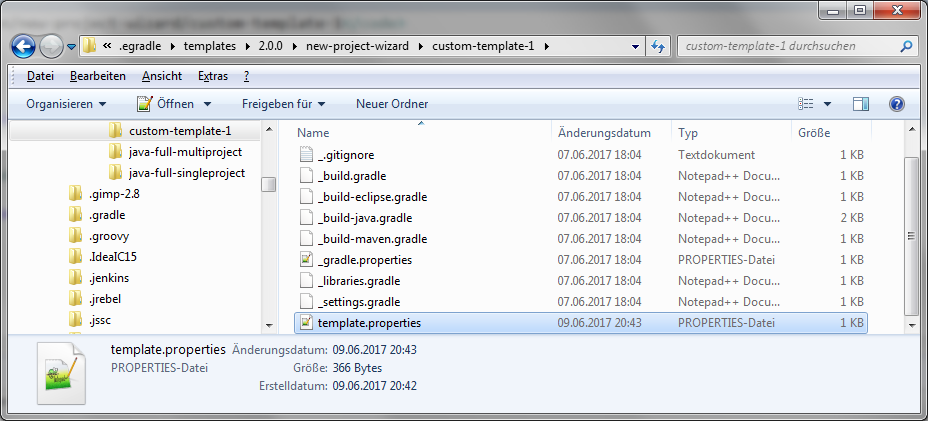 « .egradle ▸ templates ▸ 2.0.0 ▸ new-project-wizard ▸ custom-template-1 ▸ custom-template-1 durchsuchen
Datei Bearbeiten Ansicht Extras ?
Organisieren Öffnen Freigeben für Neuer Ordner
custom-template-1
java-full-multiproject
java-full-singleproject
.gimp-2.8
.gradle
.groovy
.IdeaIC15
.jenkins
.jrebel
.jssc
Name Änderungsdatum Typ Größe
_.gitignore 07.06.2017 18:04 Textdokument 1 KB
_build.gradle 07.06.2017 18:04 Notepad++ Docu... 1 KB
_build-eclipse.gradle 07.06.2017 18:04 Notepad++ Docu... 1 KB
_build-java.gradle 07.06.2017 18:04 Notepad++ Docu... 2 KB
_build-maven.gradle 07.06.2017 18:04 Notepad++ Docu... 1 KB
_gradle.properties 07.06.2017 18:04 PROPERTIES-Datei 1 KB
_libraries.gradle 07.06.2017 18:04 Notepad++ Docu... 1 KB
_settings.gradle 07.06.2017 18:04 Notepad++ Docu... 1 KB
template.properties 09.06.2017 20:43 PROPERTIES-Datei 1 KB
template.properties Änderungsdatum: 09.06.2017 20:43
PROPERTIES-Datei Größe: 366 Bytes
Erstelldatum: 09.06.2017 20:42